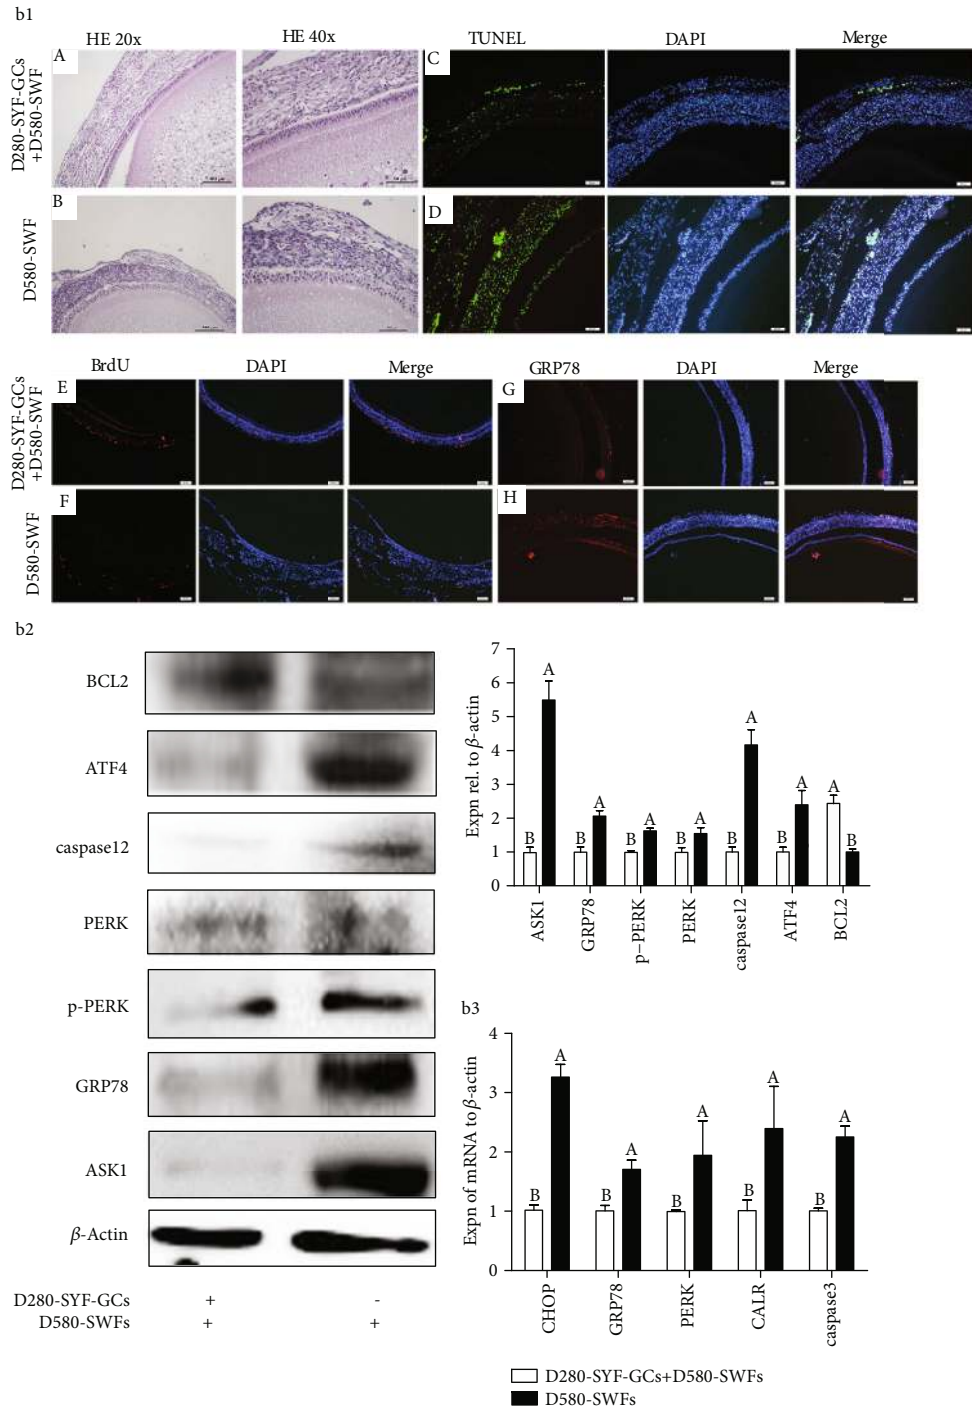 b1
HE 20x
HE 40x
TUNEL
DAPI
Merge
D280-SYF-GCs
+D580-SWF
A
C
D580-SWF
B
D
BrdU
DAPI
Merge
GRP78
DAPI
Merge
D280-SYF-GCs
+D580-SWF
E
G
D580-SWF
F
H
b2
BCL2
ATF4
caspase12
PERK
p-PERK
GRP78
ASK1
β-Actin
D280-SYF-GCs + -
D580-SWFs + +
Expn rel. to β-actin
7
6
5
4
3
2
1
0
B A B A B A B A B A B A A B
ASK1
GRP78
p-PERK
PERK
caspase12
ATF4
BCL2
b3
Expn of mRNA to β-actin
4
3
2
1
0
B A B A B A B A B A
CHOP
GRP78
PERK
CALR
caspase3
D280-SYF-GCs+D580-SWFs
D580-SWFs